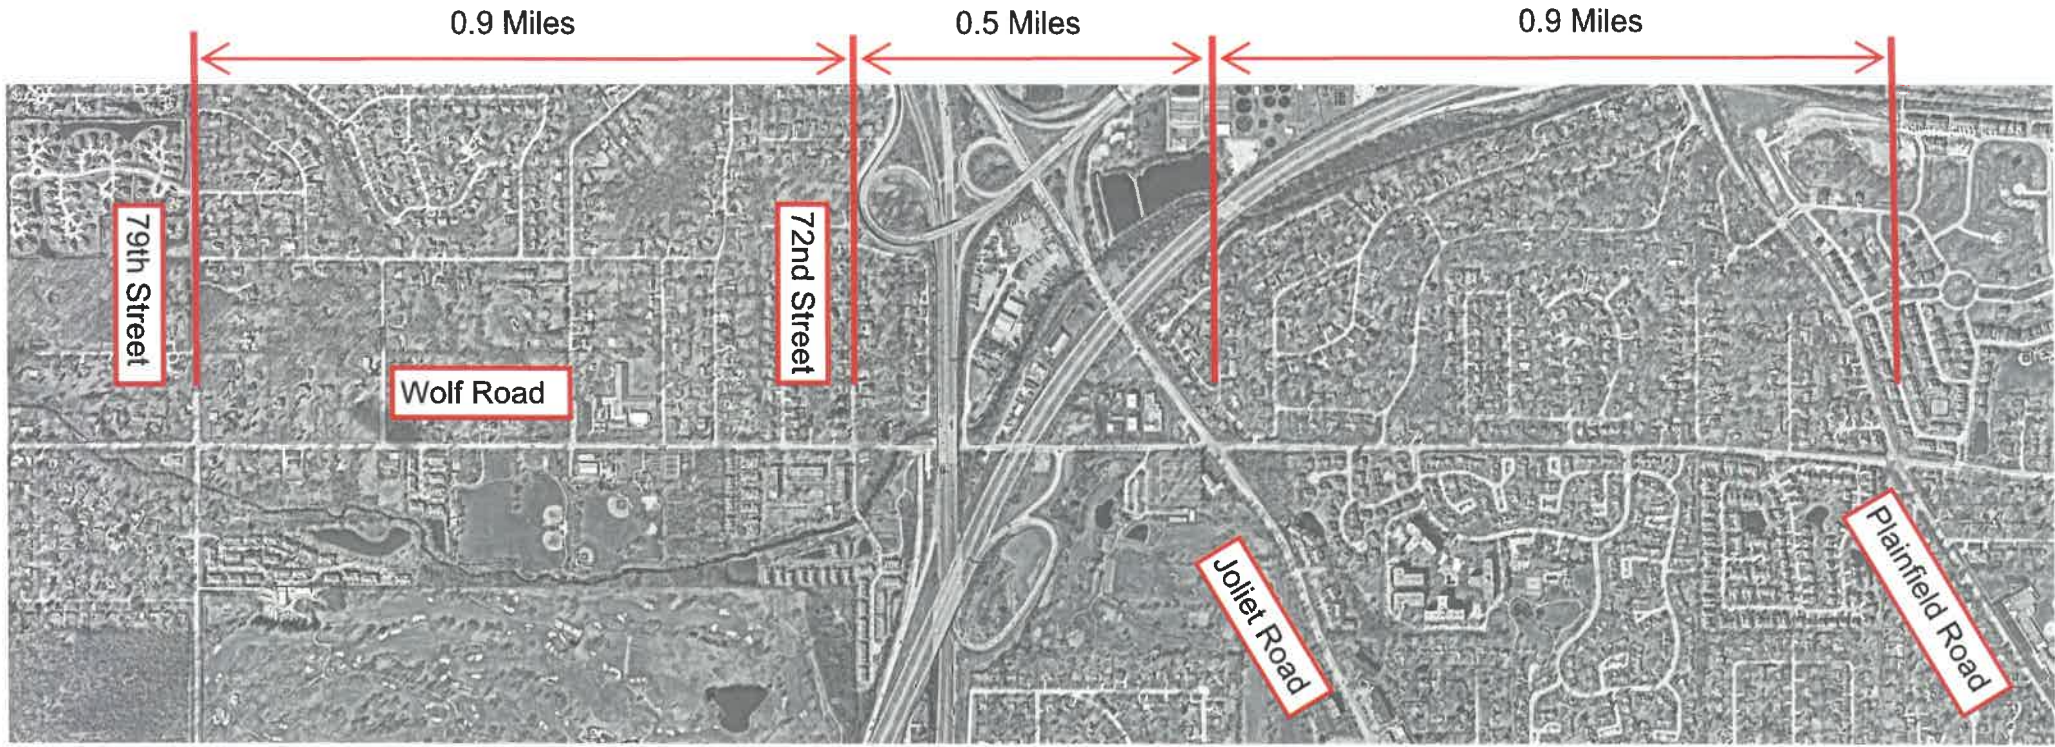 0.9 Miles
0.5 Miles
0.9 Miles
79th Street
72nd Street
Wolf Road
Joliet Road
Plainfield Road